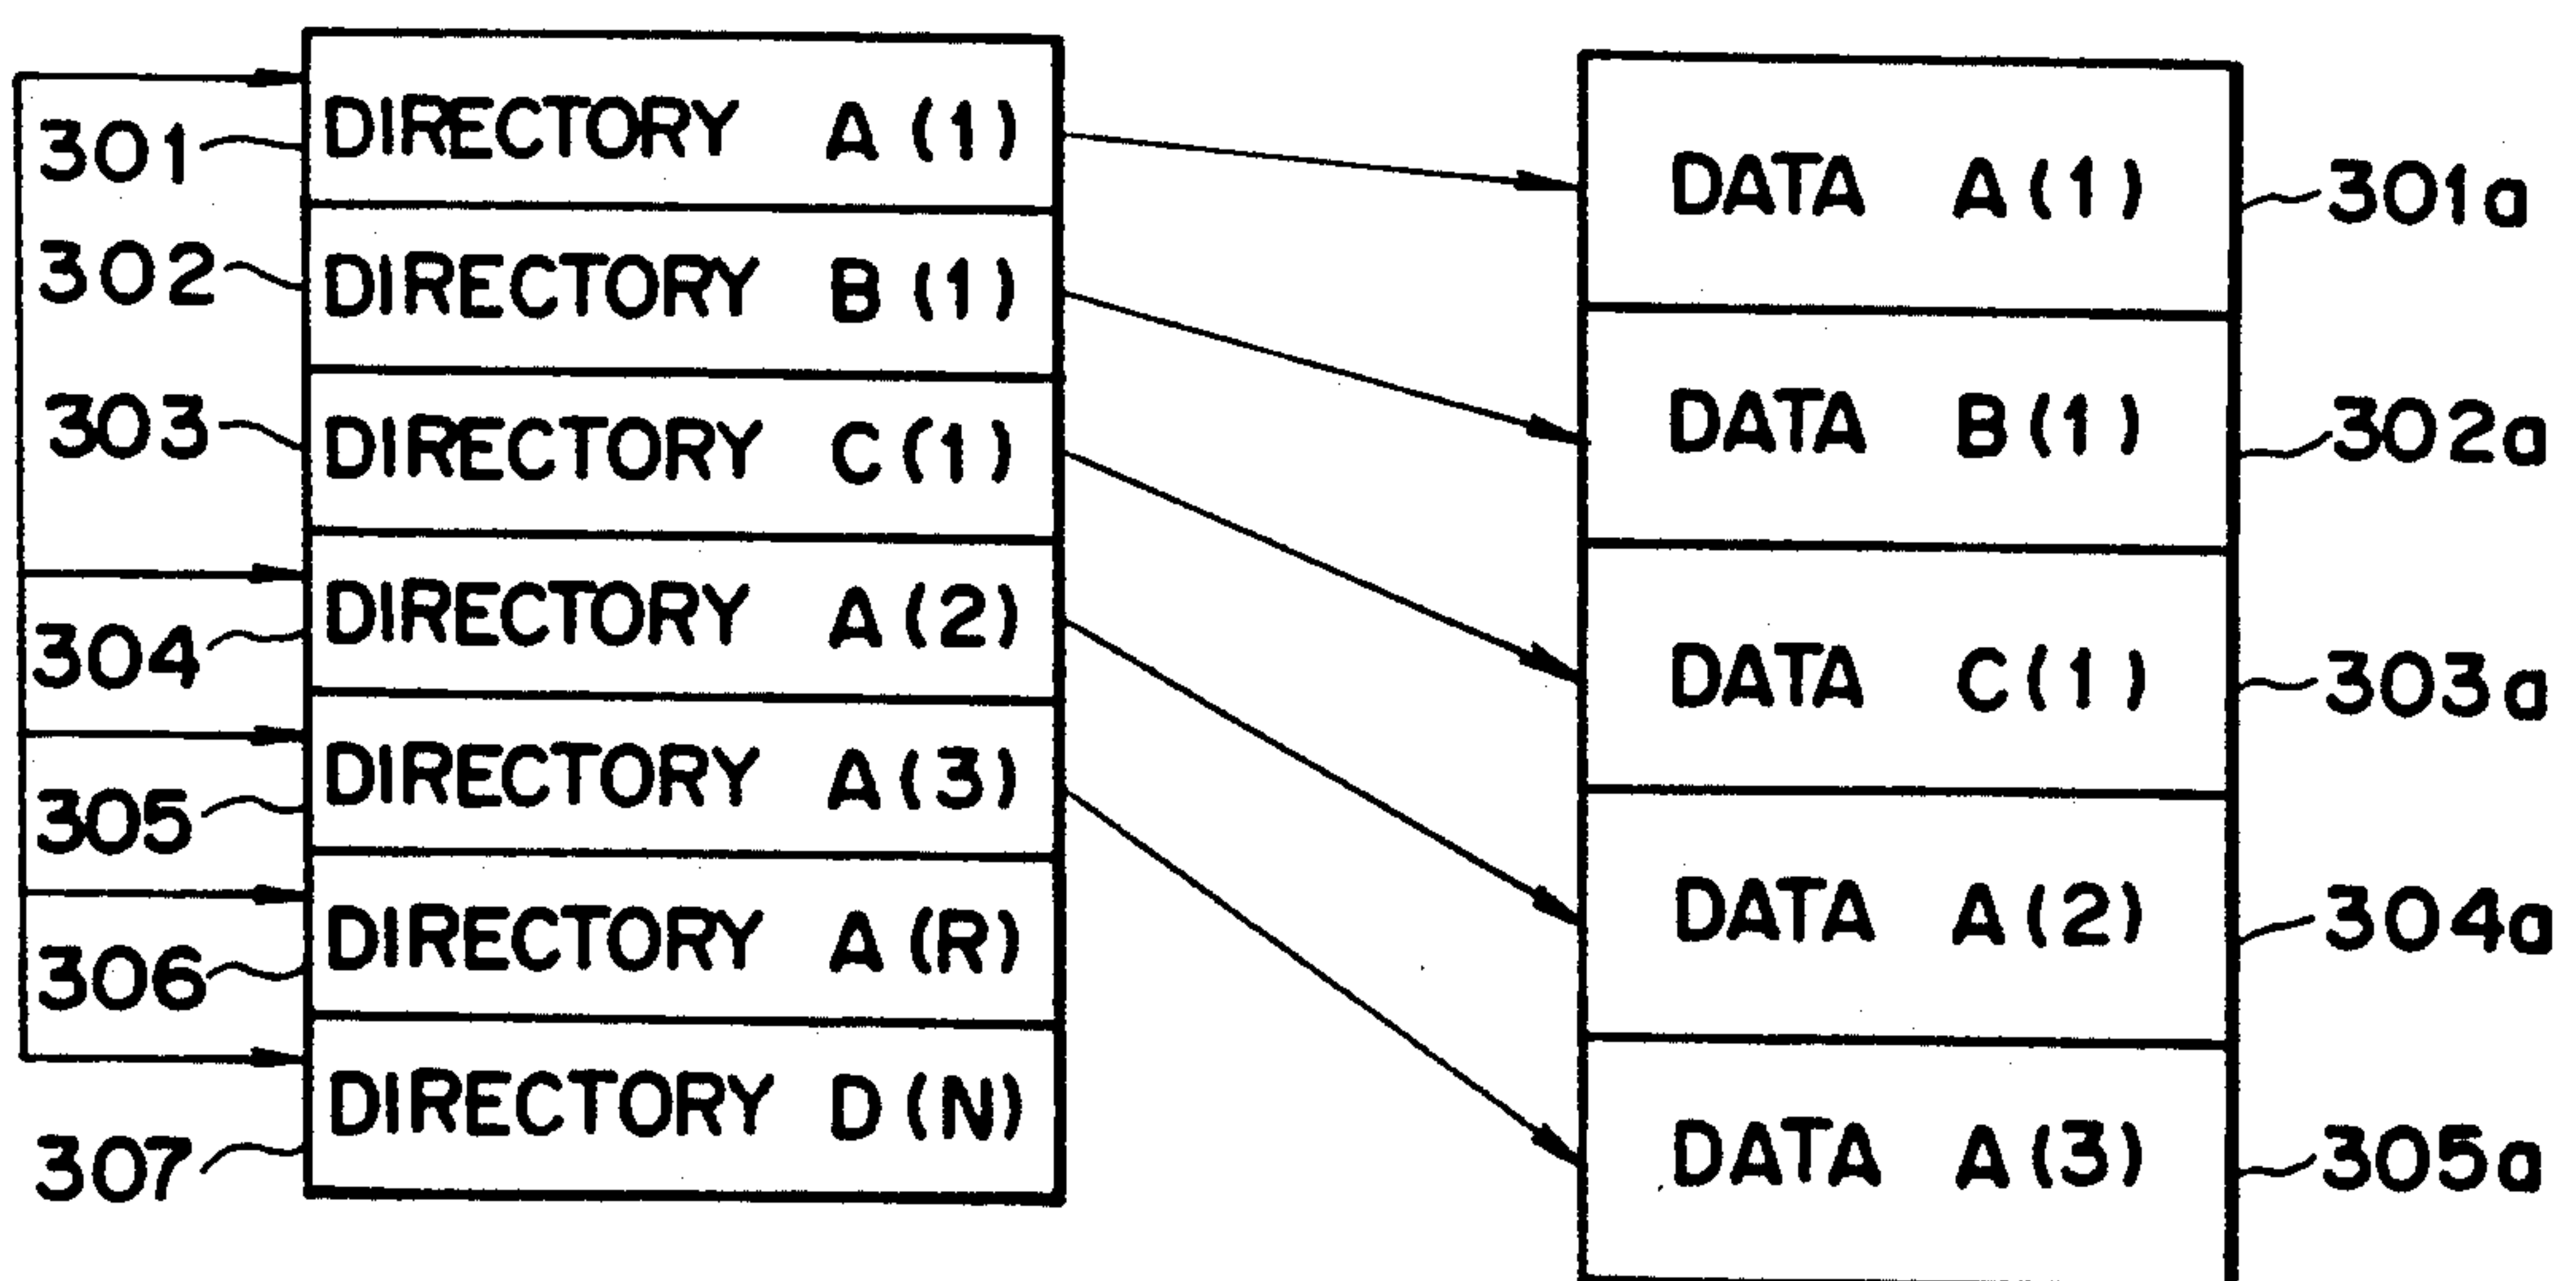 301 DIRECTORY A (1)
302 DIRECTORY B (1)
303 DIRECTORY C (1)
304 DIRECTORY A (2)
305 DIRECTORY A (3)
306 DIRECTORY A (R)
307 DIRECTORY D (N)
DATA A (1) 301a
DATA B (1) 302a
DATA C (1) 303a
DATA A (2) 304a
DATA A (3) 305a